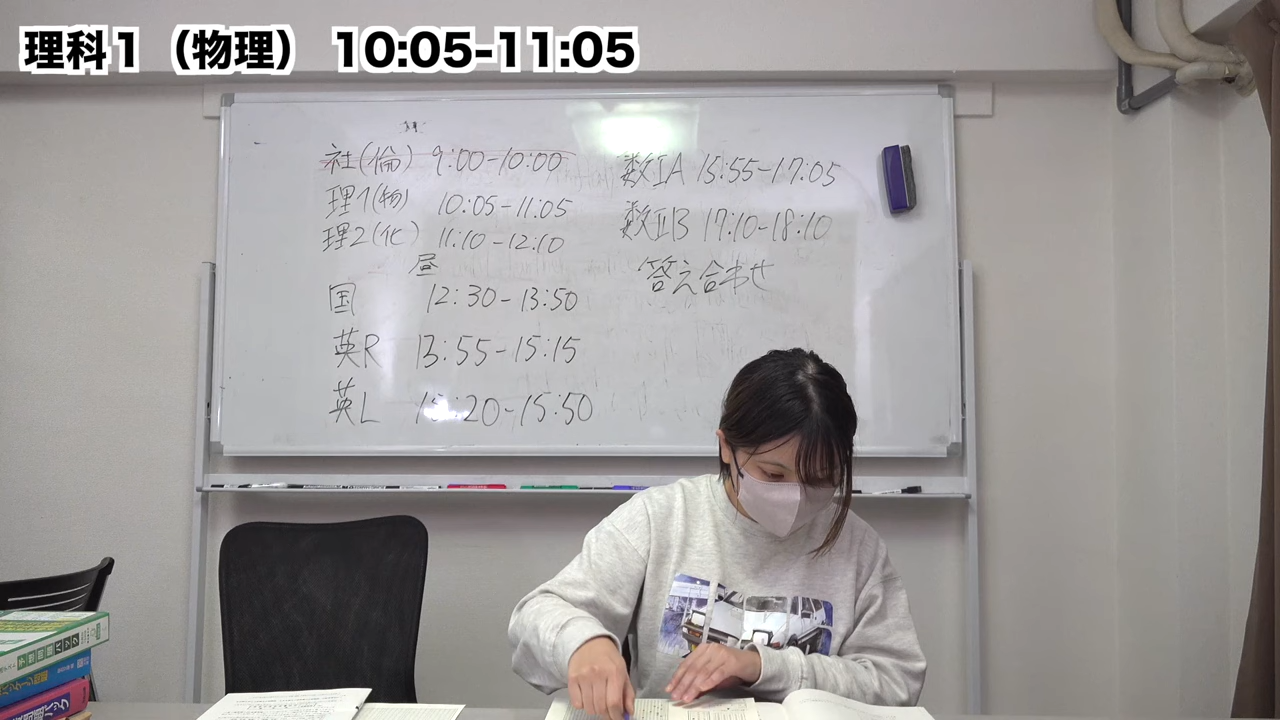 理科１（物理） 10:05-11:05
社(倫) 9:00-10:00
理1(物) 10:05-11:05
理2(化) 11:10-12:10
昼
国 12:30-13:50
英R 13:55-15:15
英L 15:20-15:50
数IA 15:55-17:05
数IIB 17:10-18:10
答え合わせ